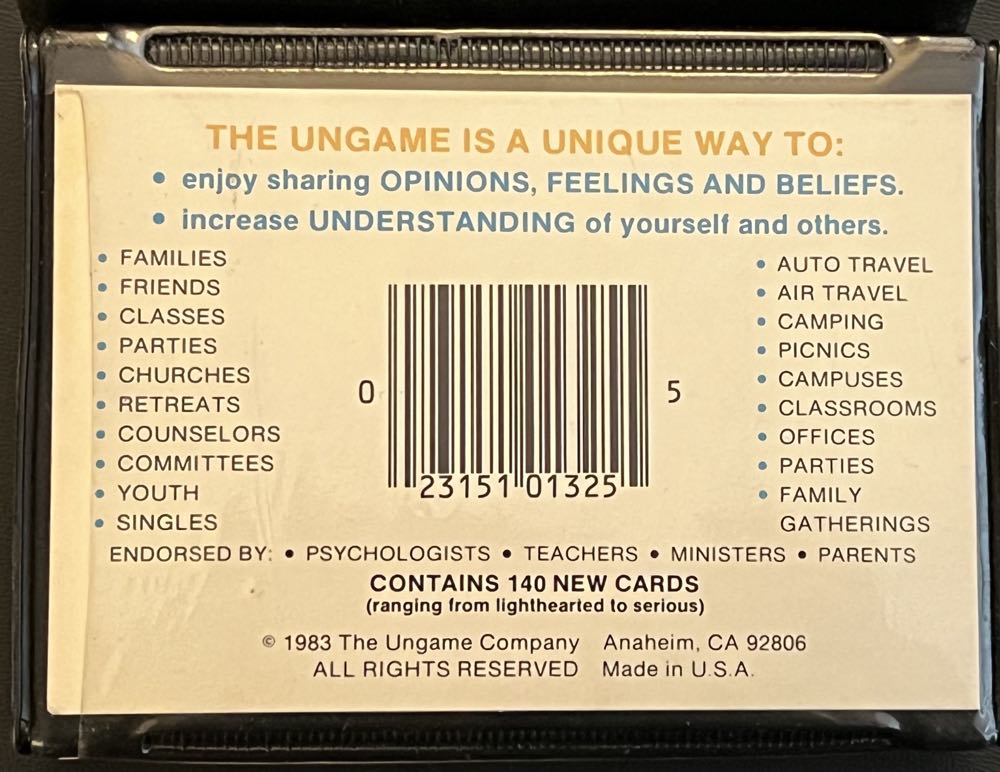 THE UNGAME IS A UNIQUE WAY TO:
• enjoy sharing OPINIONS, FEELINGS AND BELIEFS.
• increase UNDERSTANDING of yourself and others.
• FAMILIES
• FRIENDS
• CLASSES
• PARTIES
• CHURCHES
• RETREATS
• COUNSELORS
• COMMITTEES
• YOUTH
• SINGLES
0 23151 01325 5
• AUTO TRAVEL
• AIR TRAVEL
• CAMPING
• PICNICS
• CAMPUSES
• CLASSROOMS
• OFFICES
• PARTIES
• FAMILY
GATHERINGS
ENDORSED BY: • PSYCHOLOGISTS • TEACHERS • MINISTERS • PARENTS
CONTAINS 140 NEW CARDS
(ranging from lighthearted to serious)
© 1983 The Ungame Company Anaheim, CA 92806
ALL RIGHTS RESERVED Made in U.S.A.